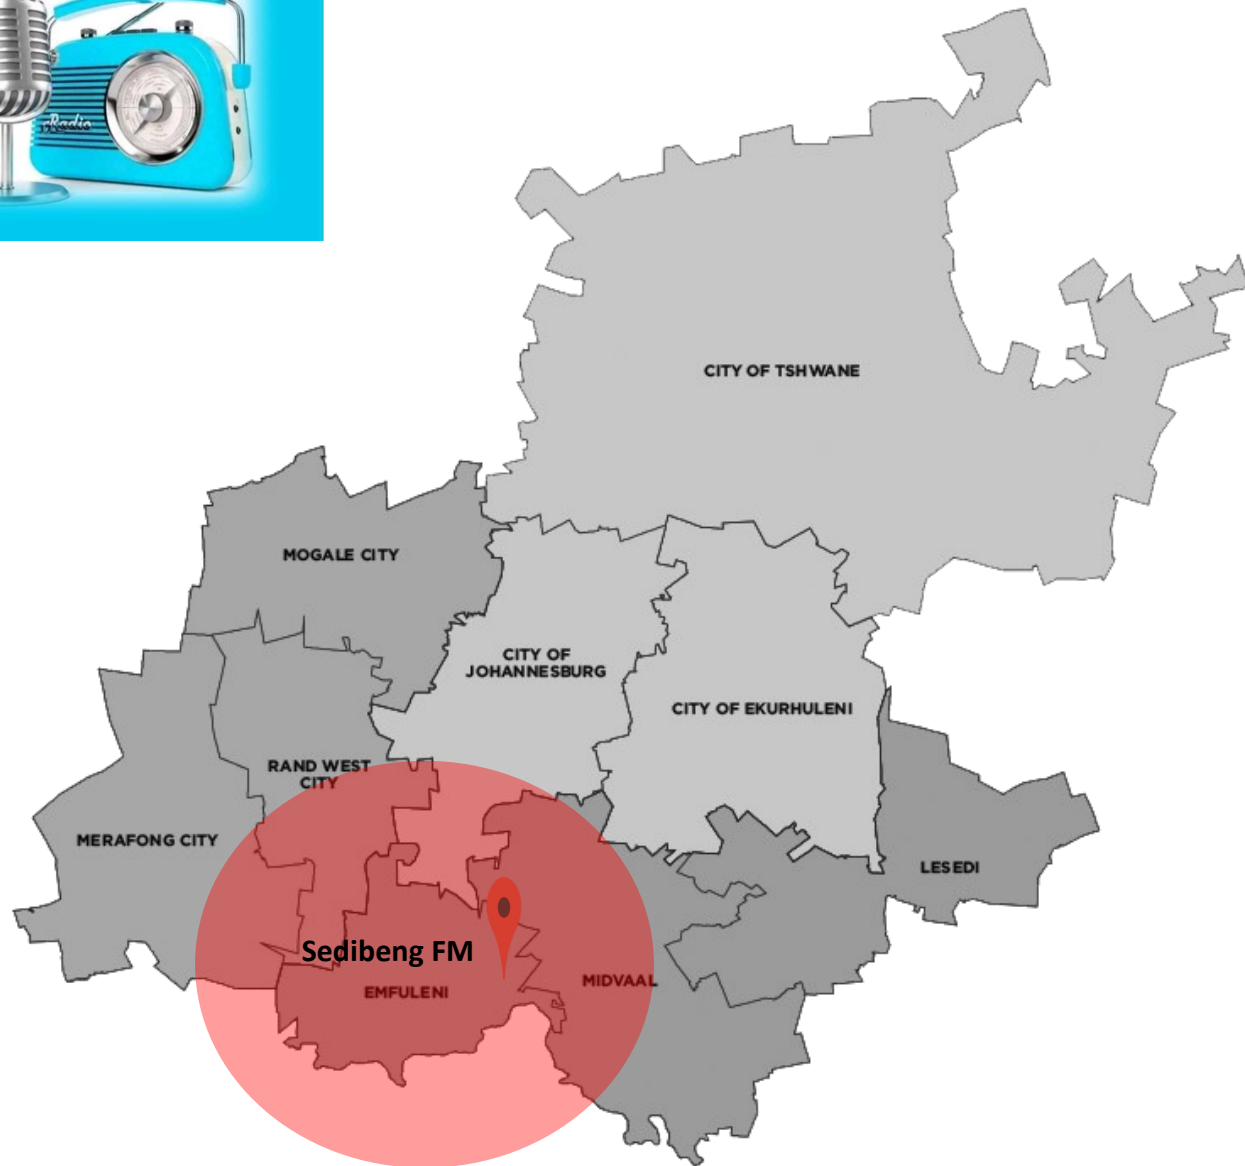 Radio
CITY OF TSHWANE
MOGALE CITY
CITY OF
JOHANNESBURG
CITY OF EKURHULENI
RAND WEST
CITY
MERAFONG CITY
LESEDI
Sedibeng FM
MIDVAAL
EMFULENI